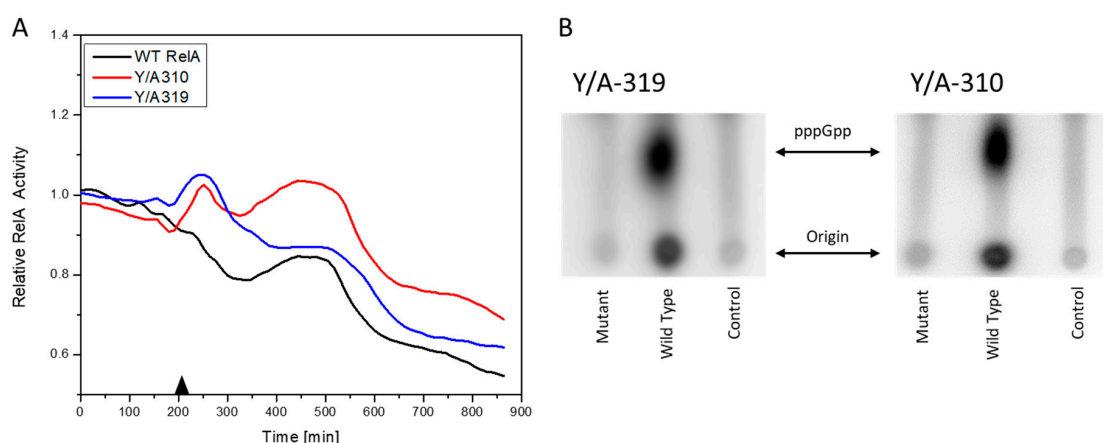 A
Relative RelA Activity
1.4
1.2
1.0
0.8
0.6
WT RelA
Y/A310
Y/A319
0
100
200
300
400
500
600
700
800
900
Time [min]
B
Y/A-319
Y/A-310
pppGpp
Origin
Mutant
Wild Type
Control
Mutant
Wild Type
Control